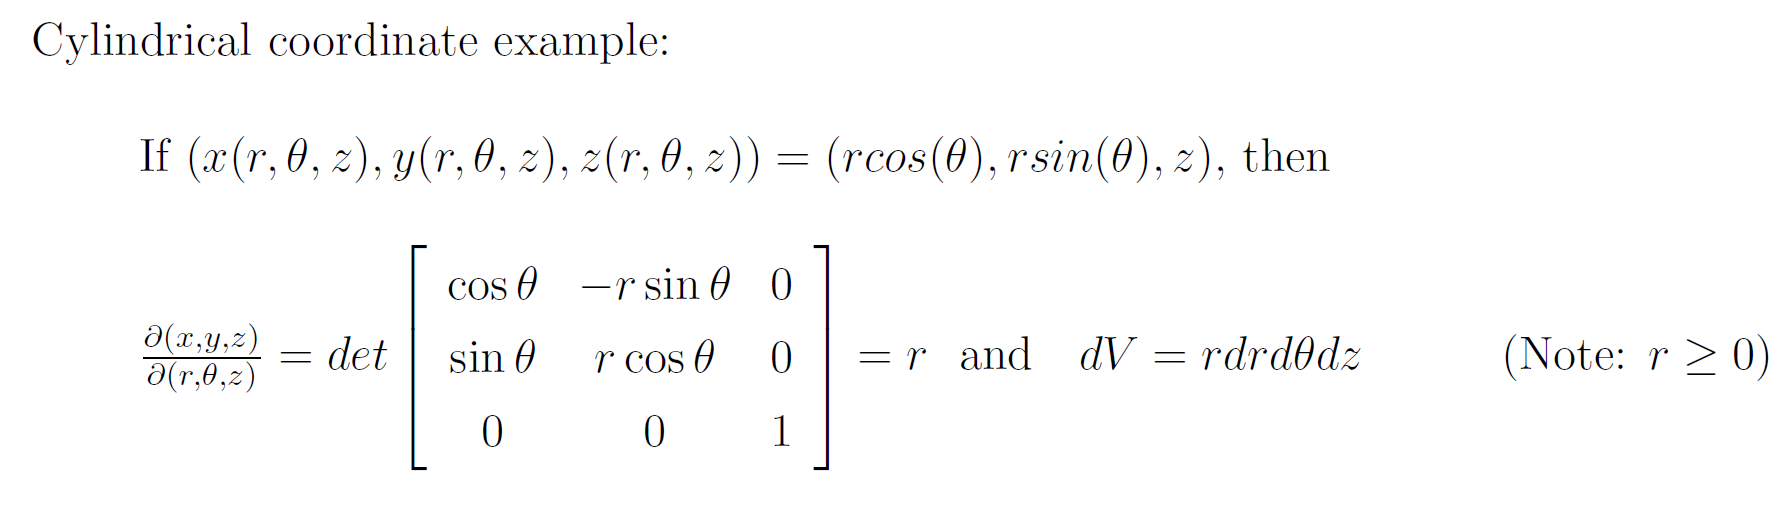 Cylindrical coordinate example:
If (x(r, θ, z), y(r, θ, z), z(r, θ, z)) = (rcos(θ), rsin(θ), z), then
∂(x,y,z)/∂(r,θ,z) = det [ cos θ −r sin θ 0
sin θ r cos θ 0
0 0 1 ] = r and dV = rdrdθdz (Note: r ≥ 0)